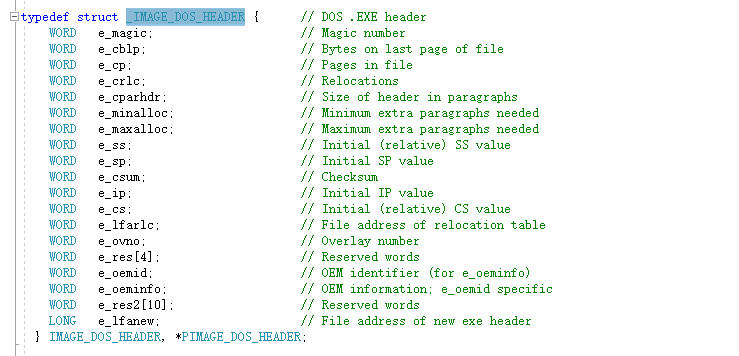 typedef struct _IMAGE_DOS_HEADER { // DOS .EXE header
WORD e_magic; // Magic number
WORD e_cblp; // Bytes on last page of file
WORD e_cp; // Pages in file
WORD e_crlc; // Relocations
WORD e_cparhdr; // Size of header in paragraphs
WORD e_minalloc; // Minimum extra paragraphs needed
WORD e_maxalloc; // Maximum extra paragraphs needed
WORD e_ss; // Initial (relative) SS value
WORD e_sp; // Initial SP value
WORD e_csum; // Checksum
WORD e_ip; // Initial IP value
WORD e_cs; // Initial (relative) CS value
WORD e_lfarlc; // File address of relocation table
WORD e_ovno; // Overlay number
WORD e_res[4]; // Reserved words
WORD e_oemid; // OEM identifier (for e_oeminfo)
WORD e_oeminfo; // OEM information; e_oemid specific
WORD e_res2[10]; // Reserved words
LONG e_lfanew; // File address of new exe header
} IMAGE_DOS_HEADER, *PIMAGE_DOS_HEADER;